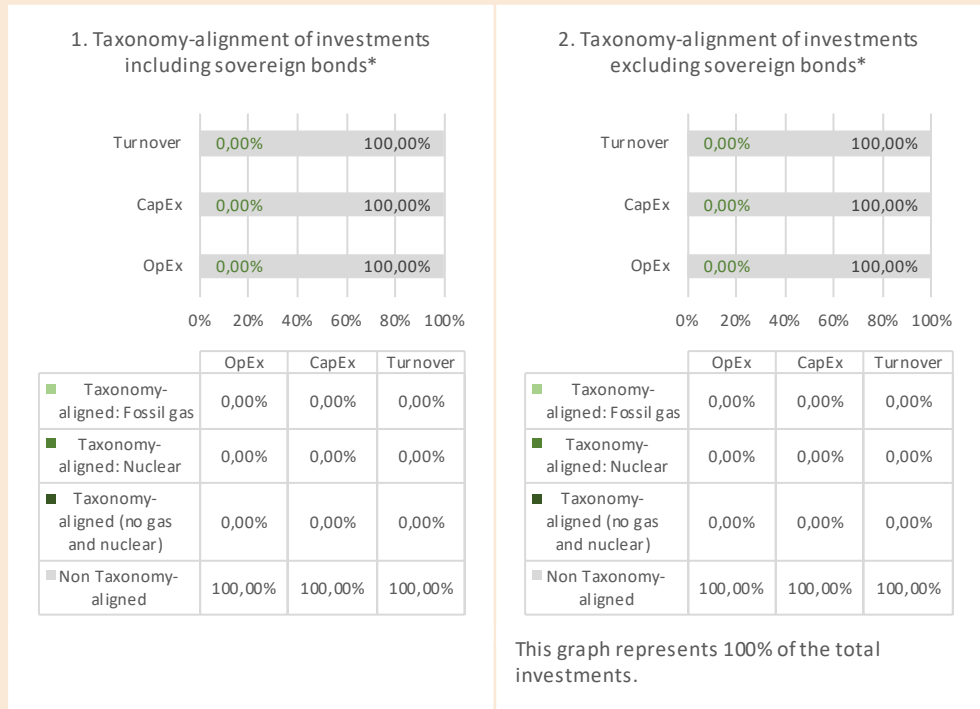 1. Taxonomy-alignment of investments
including sovereign bonds*
Turnover 0,00% 100,00%
CapEx 0,00% 100,00%
OpEx 0,00% 100,00%
0% 20% 40% 60% 80% 100%
OpEx CapEx Turnover
Taxonomy-
aligned: Fossil gas 0,00% 0,00% 0,00%
Taxonomy-
aligned: Nuclear 0,00% 0,00% 0,00%
Taxonomy-
aligned (no gas 0,00% 0,00% 0,00%
and nuclear)
Non Taxonomy-
aligned 100,00% 100,00% 100,00%
2. Taxonomy-alignment of investments
excluding sovereign bonds*
Turnover 0,00% 100,00%
CapEx 0,00% 100,00%
OpEx 0,00% 100,00%
0% 20% 40% 60% 80% 100%
OpEx CapEx Turnover
Taxonomy-
aligned: Fossil gas 0,00% 0,00% 0,00%
Taxonomy-
aligned: Nuclear 0,00% 0,00% 0,00%
Taxonomy-
aligned (no gas 0,00% 0,00% 0,00%
and nuclear)
Non Taxonomy-
aligned 100,00% 100,00% 100,00%
This graph represents 100% of the total
investments.